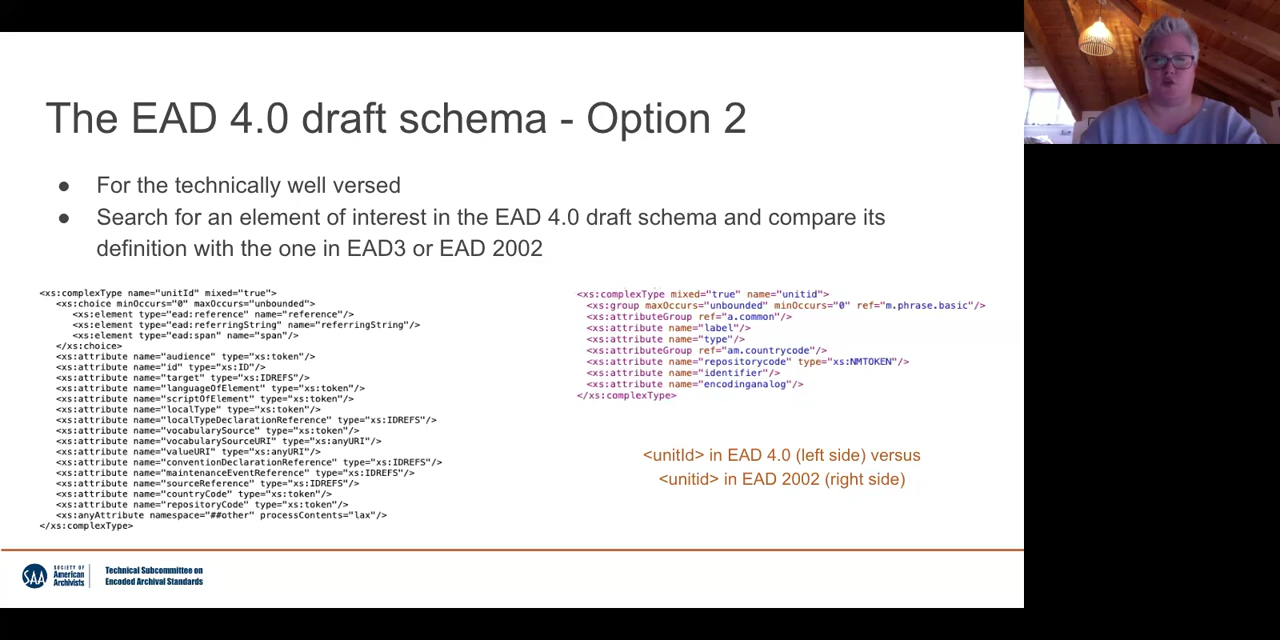 The EAD 4.0 draft schema - Option 2
● For the technically well versed
● Search for an element of interest in the EAD 4.0 draft schema and compare its
definition with the one in EAD3 or EAD 2002
<xs:complexType name="unitId" mixed="true">
<xs:choice minOccurs="0" maxOccurs="unbounded">
<xs:element type="ead:reference" name="reference"/>
<xs:element type="ead:referringString" name="referringString"/>
<xs:element type="ead:span" name="span"/>
</xs:choice>
<xs:attribute name="audience" type="xs:token"/>
<xs:attribute name="id" type="xs:ID"/>
<xs:attribute name="target" type="xs:IDREFS"/>
<xs:attribute name="languageOfElement" type="xs:token"/>
<xs:attribute name="scriptOfElement" type="xs:token"/>
<xs:attribute name="localType" type="xs:token"/>
<xs:attribute name="localTypeDeclarationReference" type="xs:IDREFS"/>
<xs:attribute name="vocabularySource" type="xs:token"/>
<xs:attribute name="vocabularySourceURI" type="xs:anyURI"/>
<xs:attribute name="valueURI" type="xs:anyURI"/>
<xs:attribute name="conventionDeclarationReference" type="xs:IDREFS"/>
<xs:attribute name="maintenanceEventReference" type="xs:IDREFS"/>
<xs:attribute name="sourceReference" type="xs:IDREFS"/>
<xs:attribute name="countryCode" type="xs:token"/>
<xs:attribute name="repositoryCode" type="xs:token"/>
<xs:anyAttribute namespace="##other" processContents="lax"/>
</xs:complexType>
<xs:complexType mixed="true" name="unitid">
<xs:group maxOccurs="unbounded" minOccurs="0" ref="m.phrase.basic"/>
<xs:attributeGroup ref="a.common"/>
<xs:attribute name="label"/>
<xs:attribute name="type"/>
<xs:attributeGroup ref="am.countrycode"/>
<xs:attribute name="repositorycode" type="xs:NMTOKEN"/>
<xs:attribute name="identifier"/>
<xs:attribute name="encodinganalog"/>
</xs:complexType>
<unitId> in EAD 4.0 (left side) versus
<unitid> in EAD 2002 (right side)
SAA
SOCIETY OF
American
Archivists
Technical Subcommittee on
Encoded Archival Standards